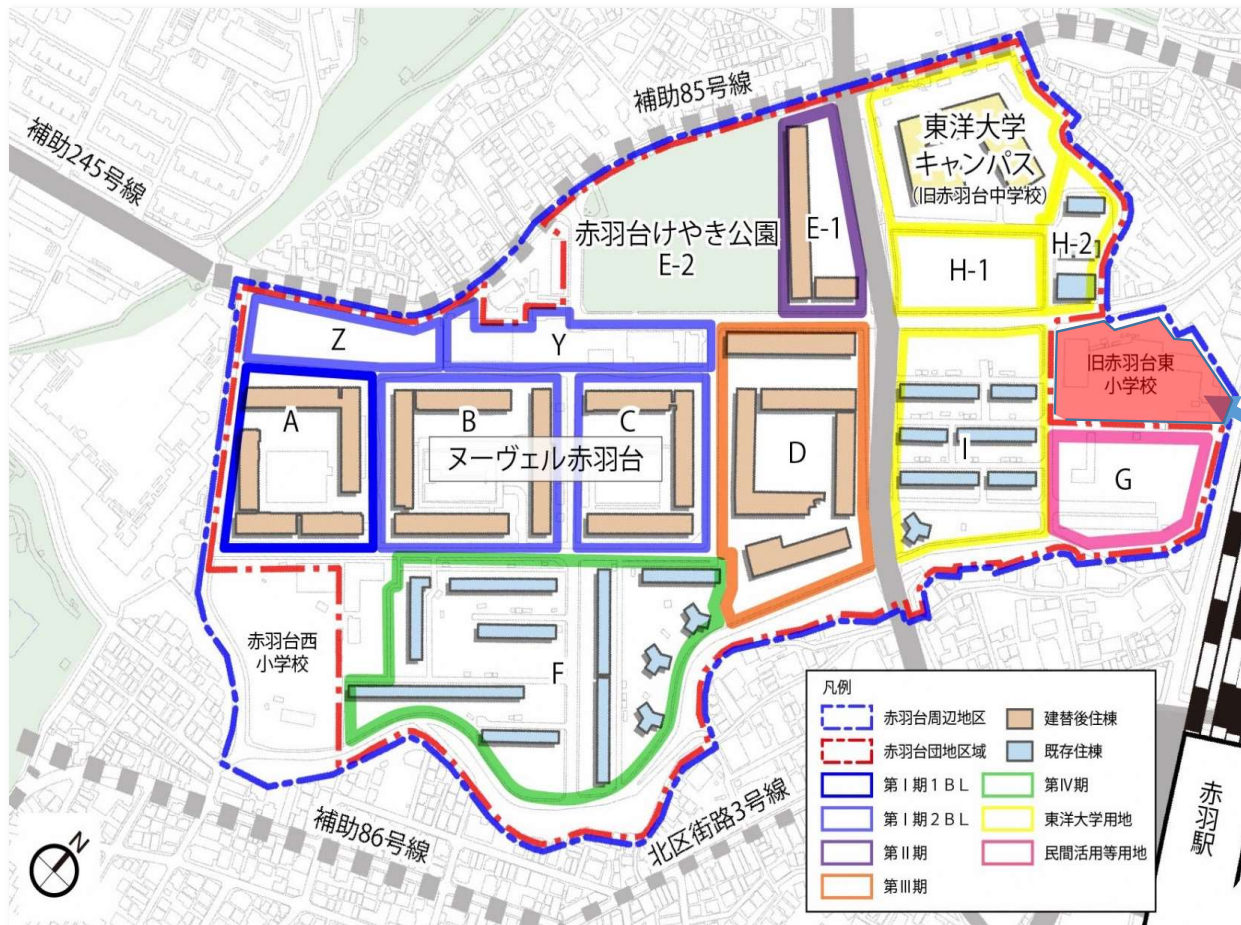 補助85号線
補助245号線
東洋大学
キャンパス
(旧赤羽台中学校)
赤羽台けやき公園
E-2
E-1
H-2
H-1
Z
Y
旧赤羽台東
小学校
A
B
C
D
I
G
ヌーヴェル赤羽台
赤羽台西
小学校
F
補助86号線
北区街路3号線
N
赤羽駅
凡例
赤羽台周辺地区
建替後住棟
赤羽台団地区域
既存住棟
第Ⅰ期1BL
第Ⅳ期
第Ⅰ期2BL
東洋大学用地
第Ⅱ期
民間活用等用地
第Ⅲ期